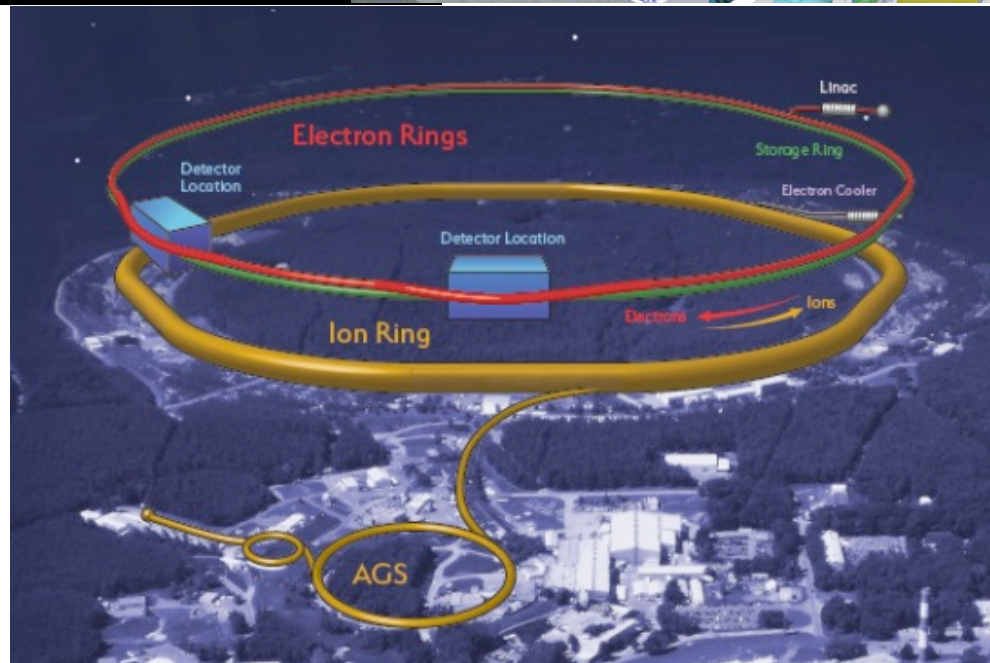 Linac
Electron Rings
Storage Ring
Detector
Location
Electron Cooler
Detector Location
Ions
Electrons
Ion Ring
AGS